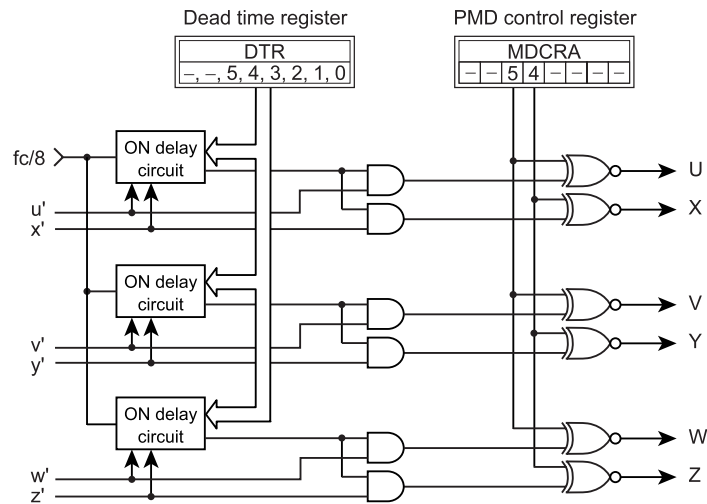 Dead time register
PMD control register
DTR
–, –, 5, 4, 3, 2, 1, 0
MDCRA
– – 5 4 – – – –
fc/8
ON delay
circuit
u'
x'
U
X
ON delay
circuit
v'
y'
V
Y
ON delay
circuit
w'
z'
W
Z